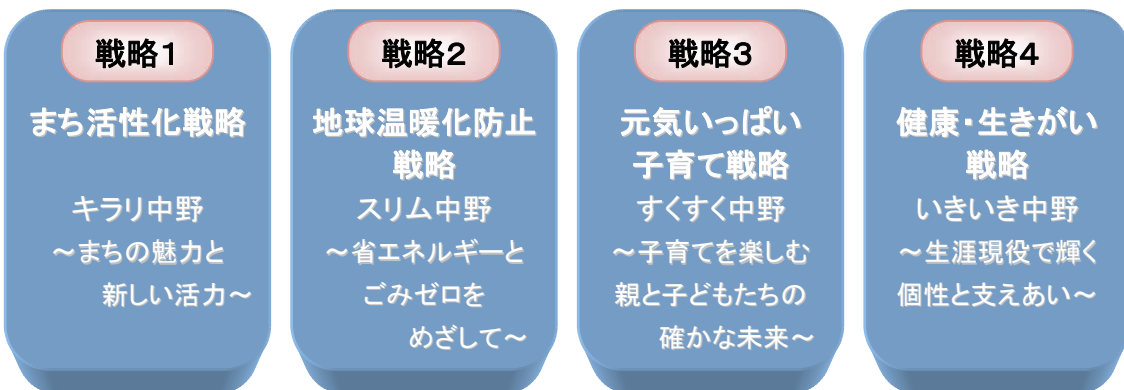 戦略1
まち活性化戦略
キラリ中野
～まちの魅力と
新しい活力～
戦略2
地球温暖化防止
戦略
スリム中野
～省エネルギーと
ごみゼロを
めざして～
戦略3
元気いっぱい
子育て戦略
すくすく中野
～子育てを楽しむ
親と子どもたちの
確かな未来～
戦略4
健康・生きがい
戦略
いきいき中野
～生涯現役で輝く
個性と支えあい～